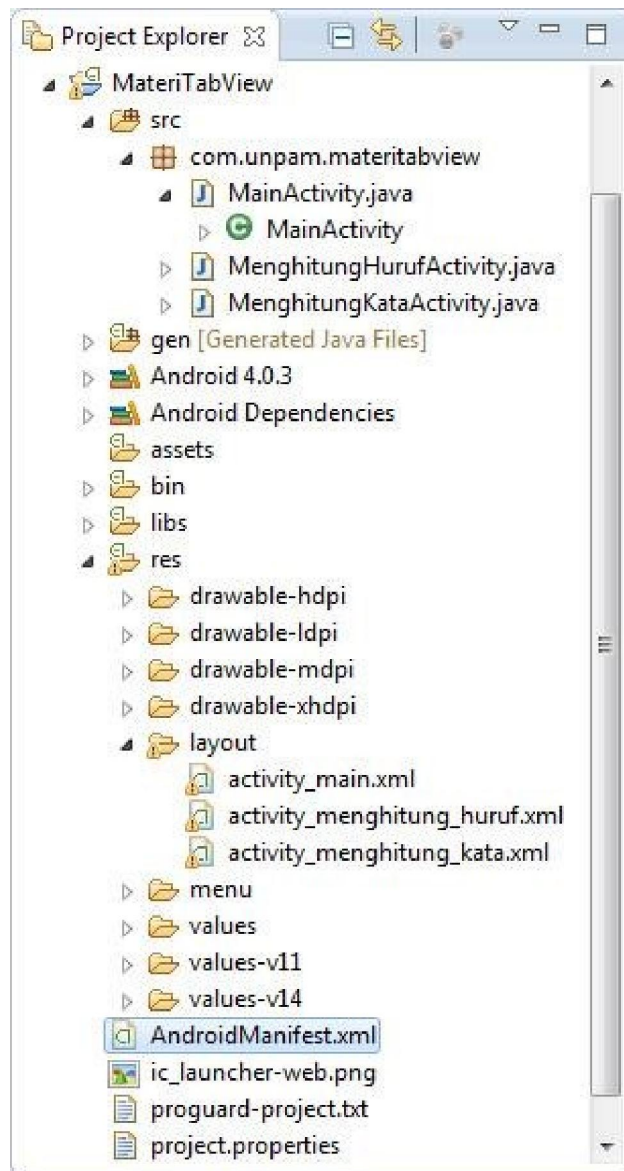 Project Explorer
MateriTabView
src
com.unpam.materitabview
MainActivity.java
MainActivity
MenghitungHurufActivity.java
MenghitungKataActivity.java
gen [Generated Java Files]
Android 4.0.3
Android Dependencies
assets
bin
libs
res
drawable-hdpi
drawable-ldpi
drawable-mdpi
drawable-xhdpi
layout
activity_main.xml
activity_menghitung_huruf.xml
activity_menghitung_kata.xml
menu
values
values-v11
values-v14
AndroidManifest.xml
ic_launcher-web.png
proguard-project.txt
project.properties